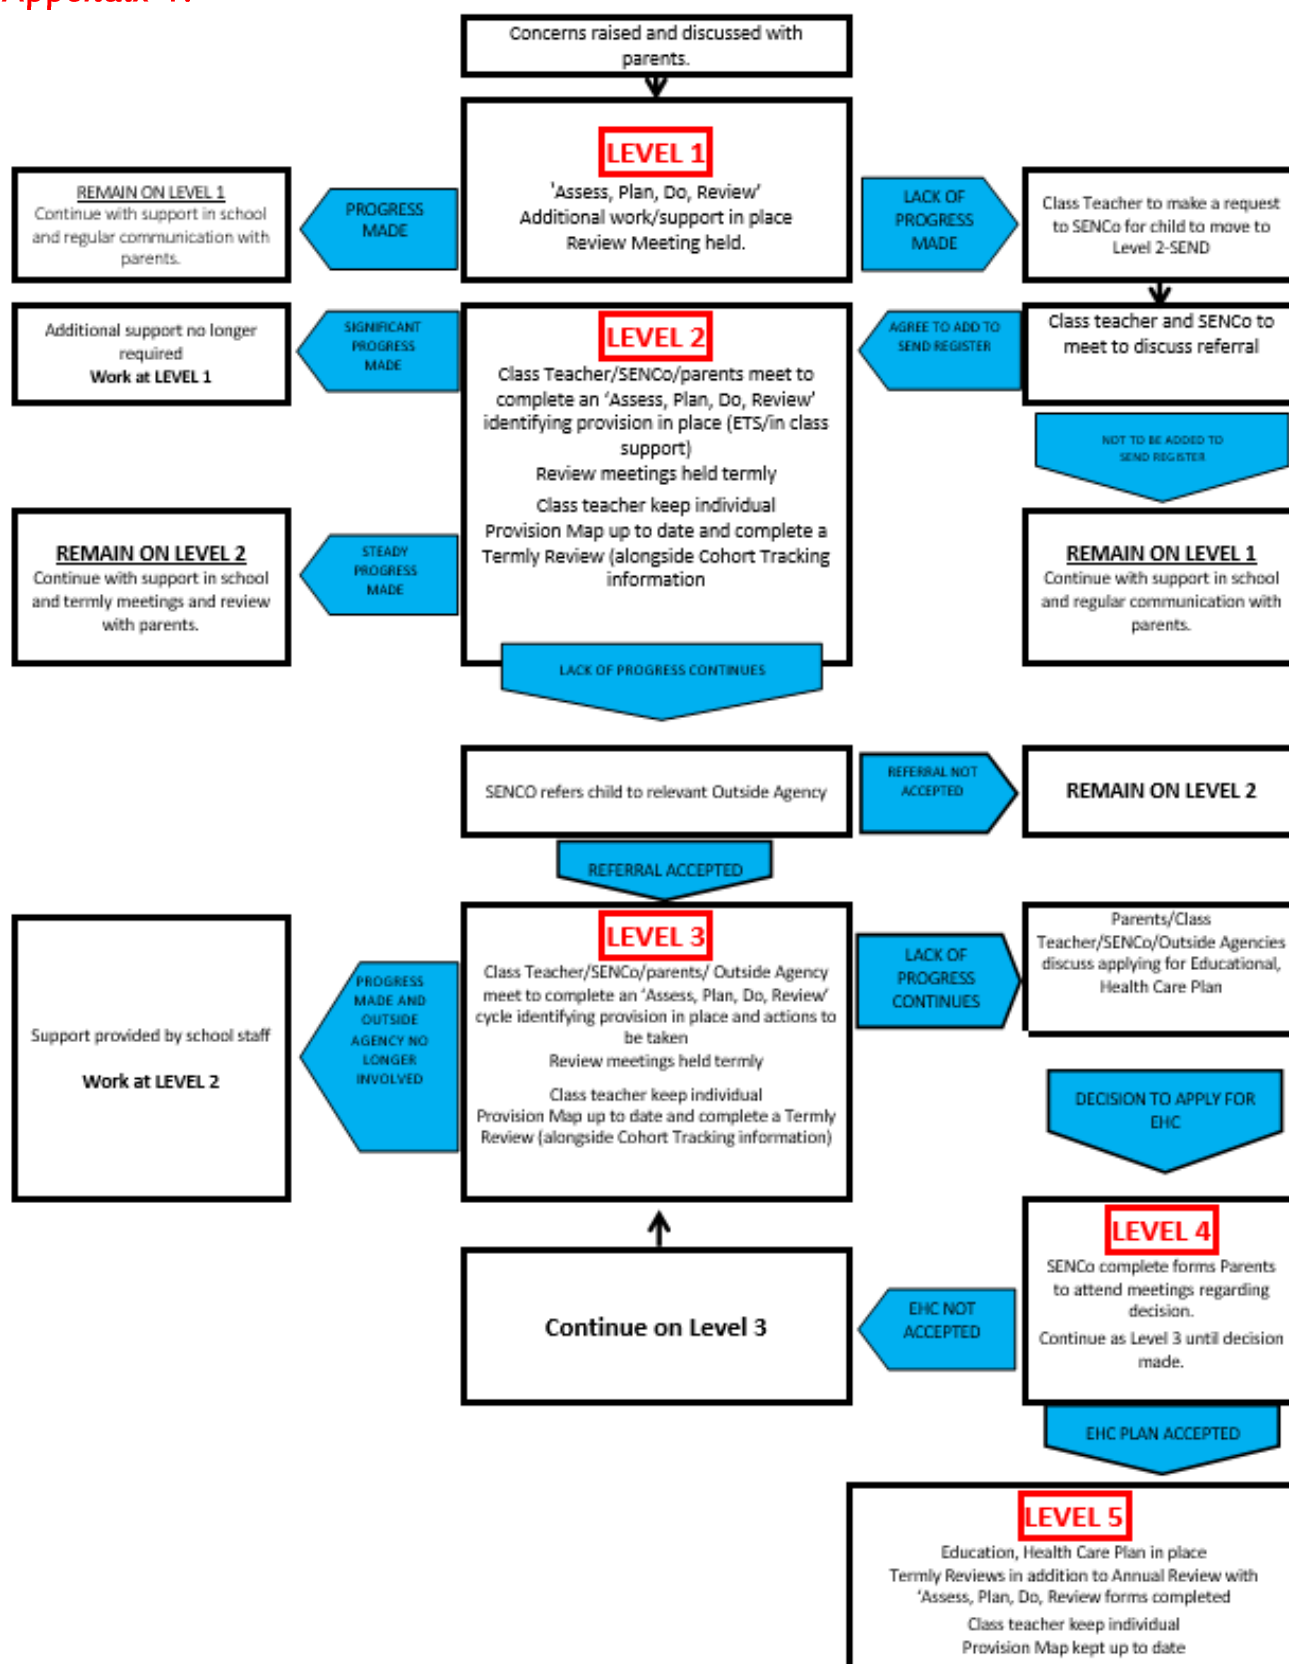 Concerns raised and discussed with
parents.
LEVEL 1
'Assess, Plan, Do, Review'
Additional work/support in place
Review Meeting held.
PROGRESS
MADE
REMAIN ON LEVEL 1
Continue with support in school
and regular communication with
parents.
LACK OF
PROGRESS
MADE
Class Teacher to make a request
to SENCo for child to move to
Level 2-SEND
Class teacher and SENCo to
meet to discuss referral
AGREE TO ADD TO
SEND REGISTER
NOT TO BE ADDED TO
SEND REGISTER
REMAIN ON LEVEL 1
Continue with support in school
and regular communication with
parents.
LEVEL 2
Class Teacher/SENCo/parents meet to
complete an ‘Assess, Plan, Do, Review’
identifying provision in place (ETS/in class
support)
Review meetings held termly
Class teacher keep individual
Provision Map up to date and complete a
Termly Review (alongside Cohort Tracking
information
SIGNIFICANT
PROGRESS
MADE
Additional support no longer
required
Work at LEVEL 1
STEADY
PROGRESS
MADE
REMAIN ON LEVEL 2
Continue with support in school
and termly meetings and review
with parents.
LACK OF PROGRESS CONTINUES
SENCO refers child to relevant Outside Agency
REFERRAL NOT
ACCEPTED
REMAIN ON LEVEL 2
REFERRAL ACCEPTED
LEVEL 3
Class Teacher/SENCo/parents/ Outside Agency
meet to complete an ‘Assess, Plan, Do, Review’
cycle identifying provision in place and actions to
be taken
Review meetings held termly
Class teacher keep individual
Provision Map up to date and complete a Termly
Review (alongside Cohort Tracking information)
PROGRESS
MADE AND
OUTSIDE
AGENCY NO
LONGER
INVOLVED
Support provided by school staff
Work at LEVEL 2
LACK OF
PROGRESS
CONTINUES
Parents/Class
Teacher/SENCo/Outside Agencies
discuss applying for Educational,
Health Care Plan
DECISION TO APPLY FOR
EHC
LEVEL 4
SENCo complete forms Parents
to attend meetings regarding
decision.
Continue as Level 3 until decision
made.
EHC NOT
ACCEPTED
Continue on Level 3
EHC PLAN ACCEPTED
LEVEL 5
Education, Health Care Plan in place
Termly Reviews in addition to Annual Review with
‘Assess, Plan, Do, Review forms completed
Class teacher keep individual
Provision Map kept up to date